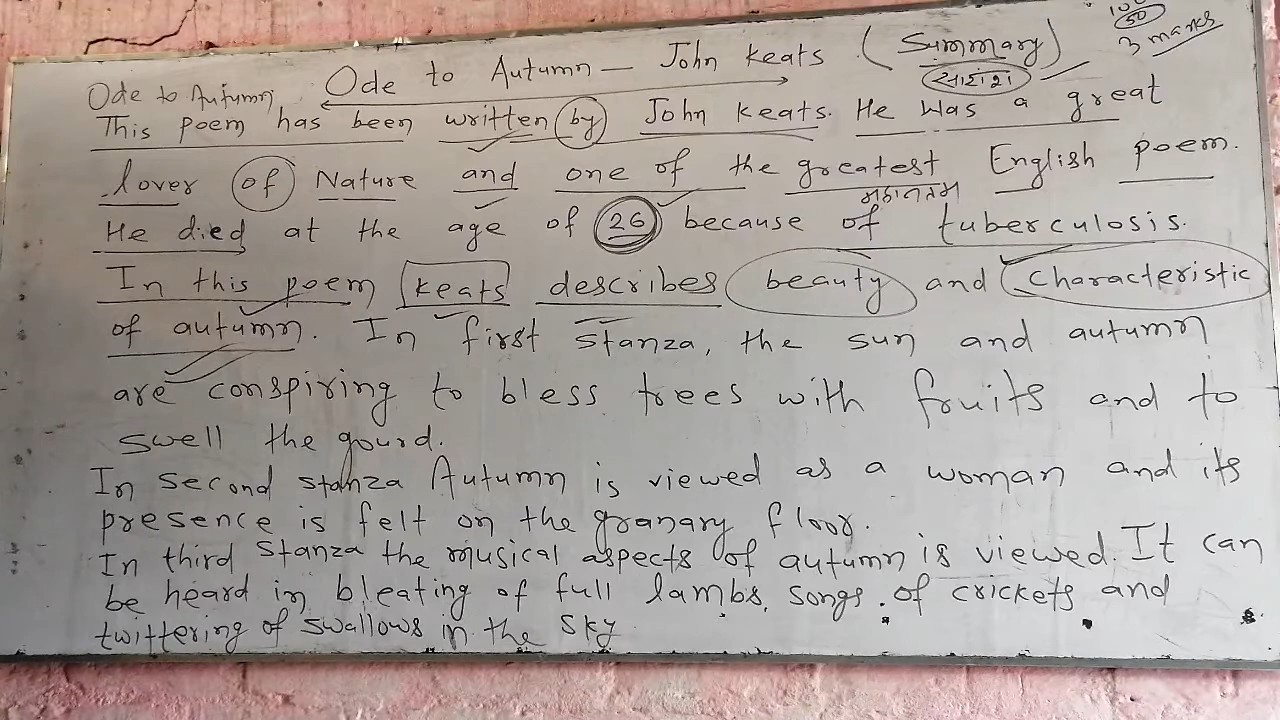 Ode to Autumn — John Keats (Summary)
100
50
3 marks
सारांश
Ode to Autumn
This poem has been written by John Keats. He was a great
lover of Nature and one of the greatest English poem.
महानतम
He died at the age of 26 because of tuberculosis.
In this poem Keats describes beauty and characteristic
of autumn. In first stanza, the sun and autumn
are conspiring to bless trees with fruits and to
swell the gourd.
In second stanza Autumn is viewed as a woman and its
presence is felt on the granary floor.
In third stanza the musical aspects of autumn is viewed. It can
be heard in bleating of full lambs, songs of crickets and
twittering of swallows in the sky